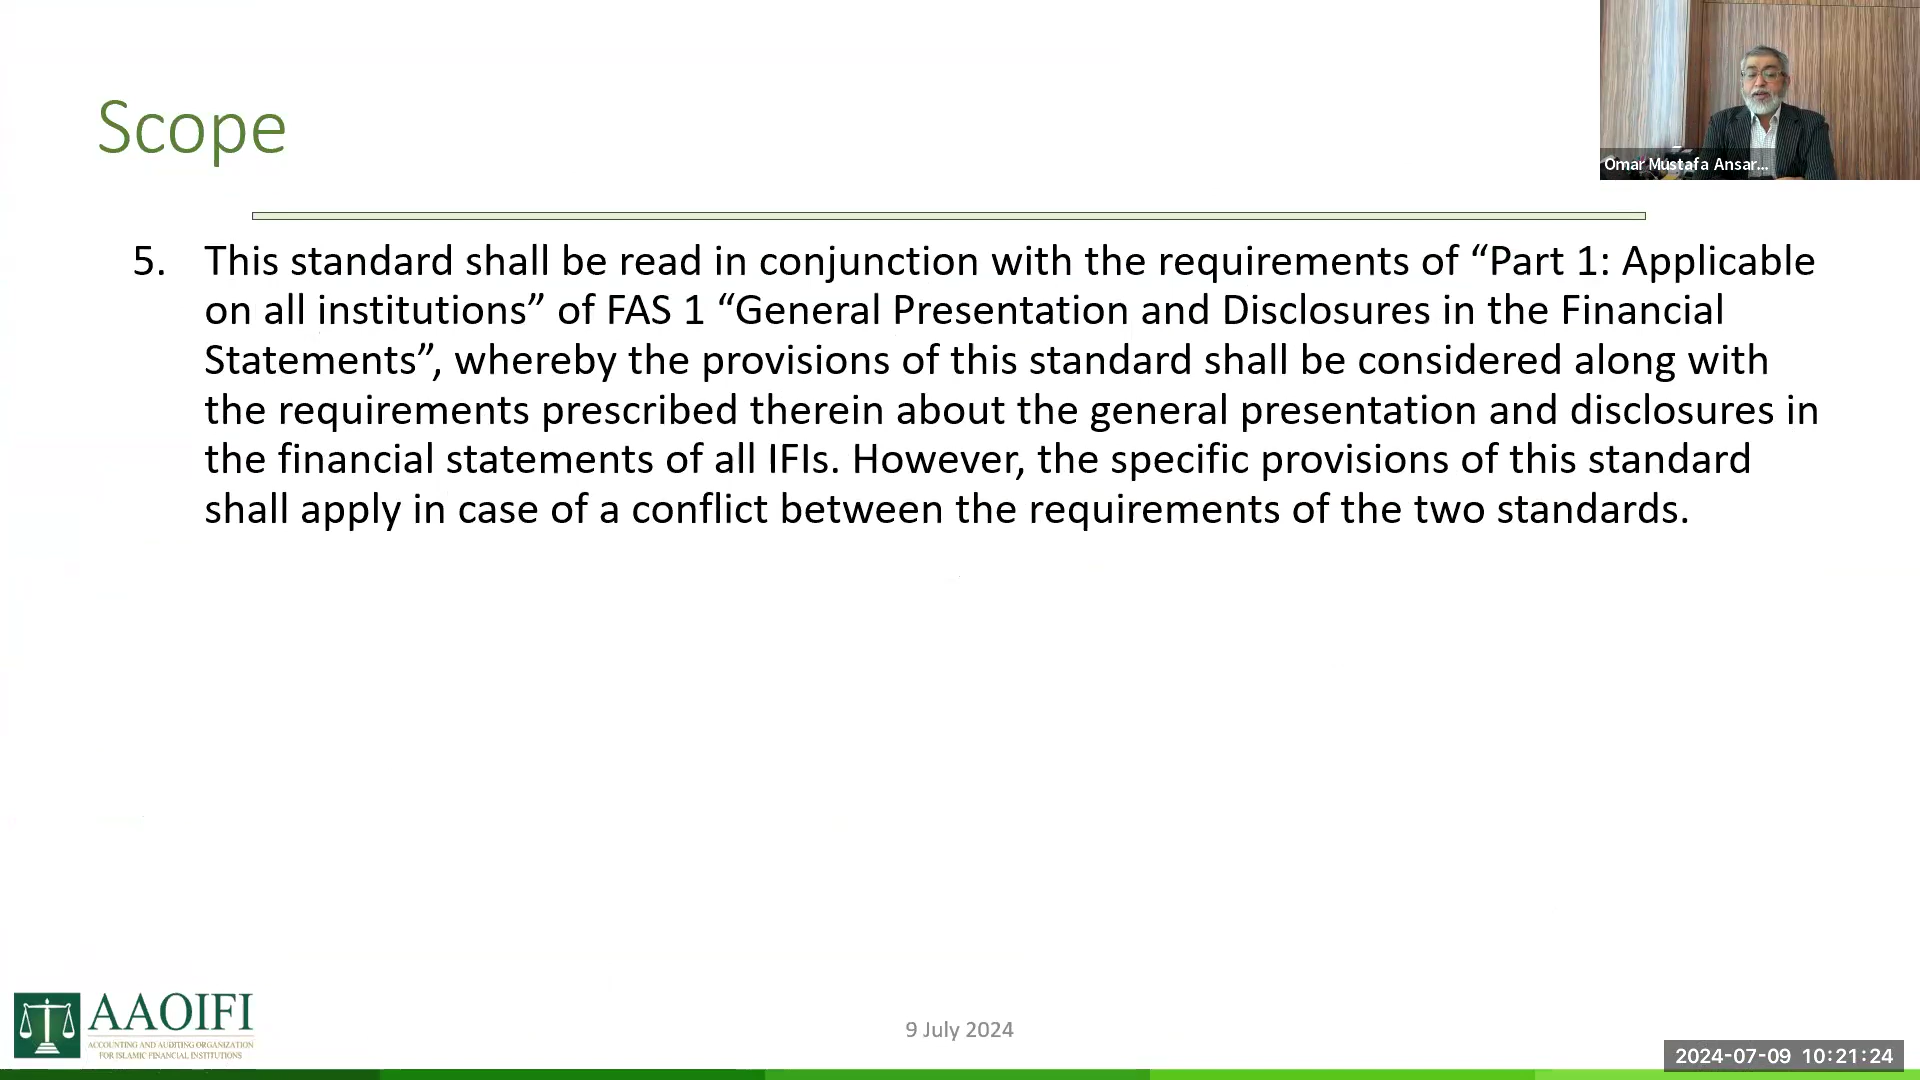 Scope
Omar Mustafa Ansar...
5. This standard shall be read in conjunction with the requirements of “Part 1: Applicable
on all institutions” of FAS 1 “General Presentation and Disclosures in the Financial
Statements”, whereby the provisions of this standard shall be considered along with
the requirements prescribed therein about the general presentation and disclosures in
the financial statements of all IFIs. However, the specific provisions of this standard
shall apply in case of a conflict between the requirements of the two standards.
AAOIFI
ACCOUNTING AND AUDITING ORGANIZATION
FOR ISLAMIC FINANCIAL INSTITUTIONS
9 July 2024
2024-07-09 10:21:24